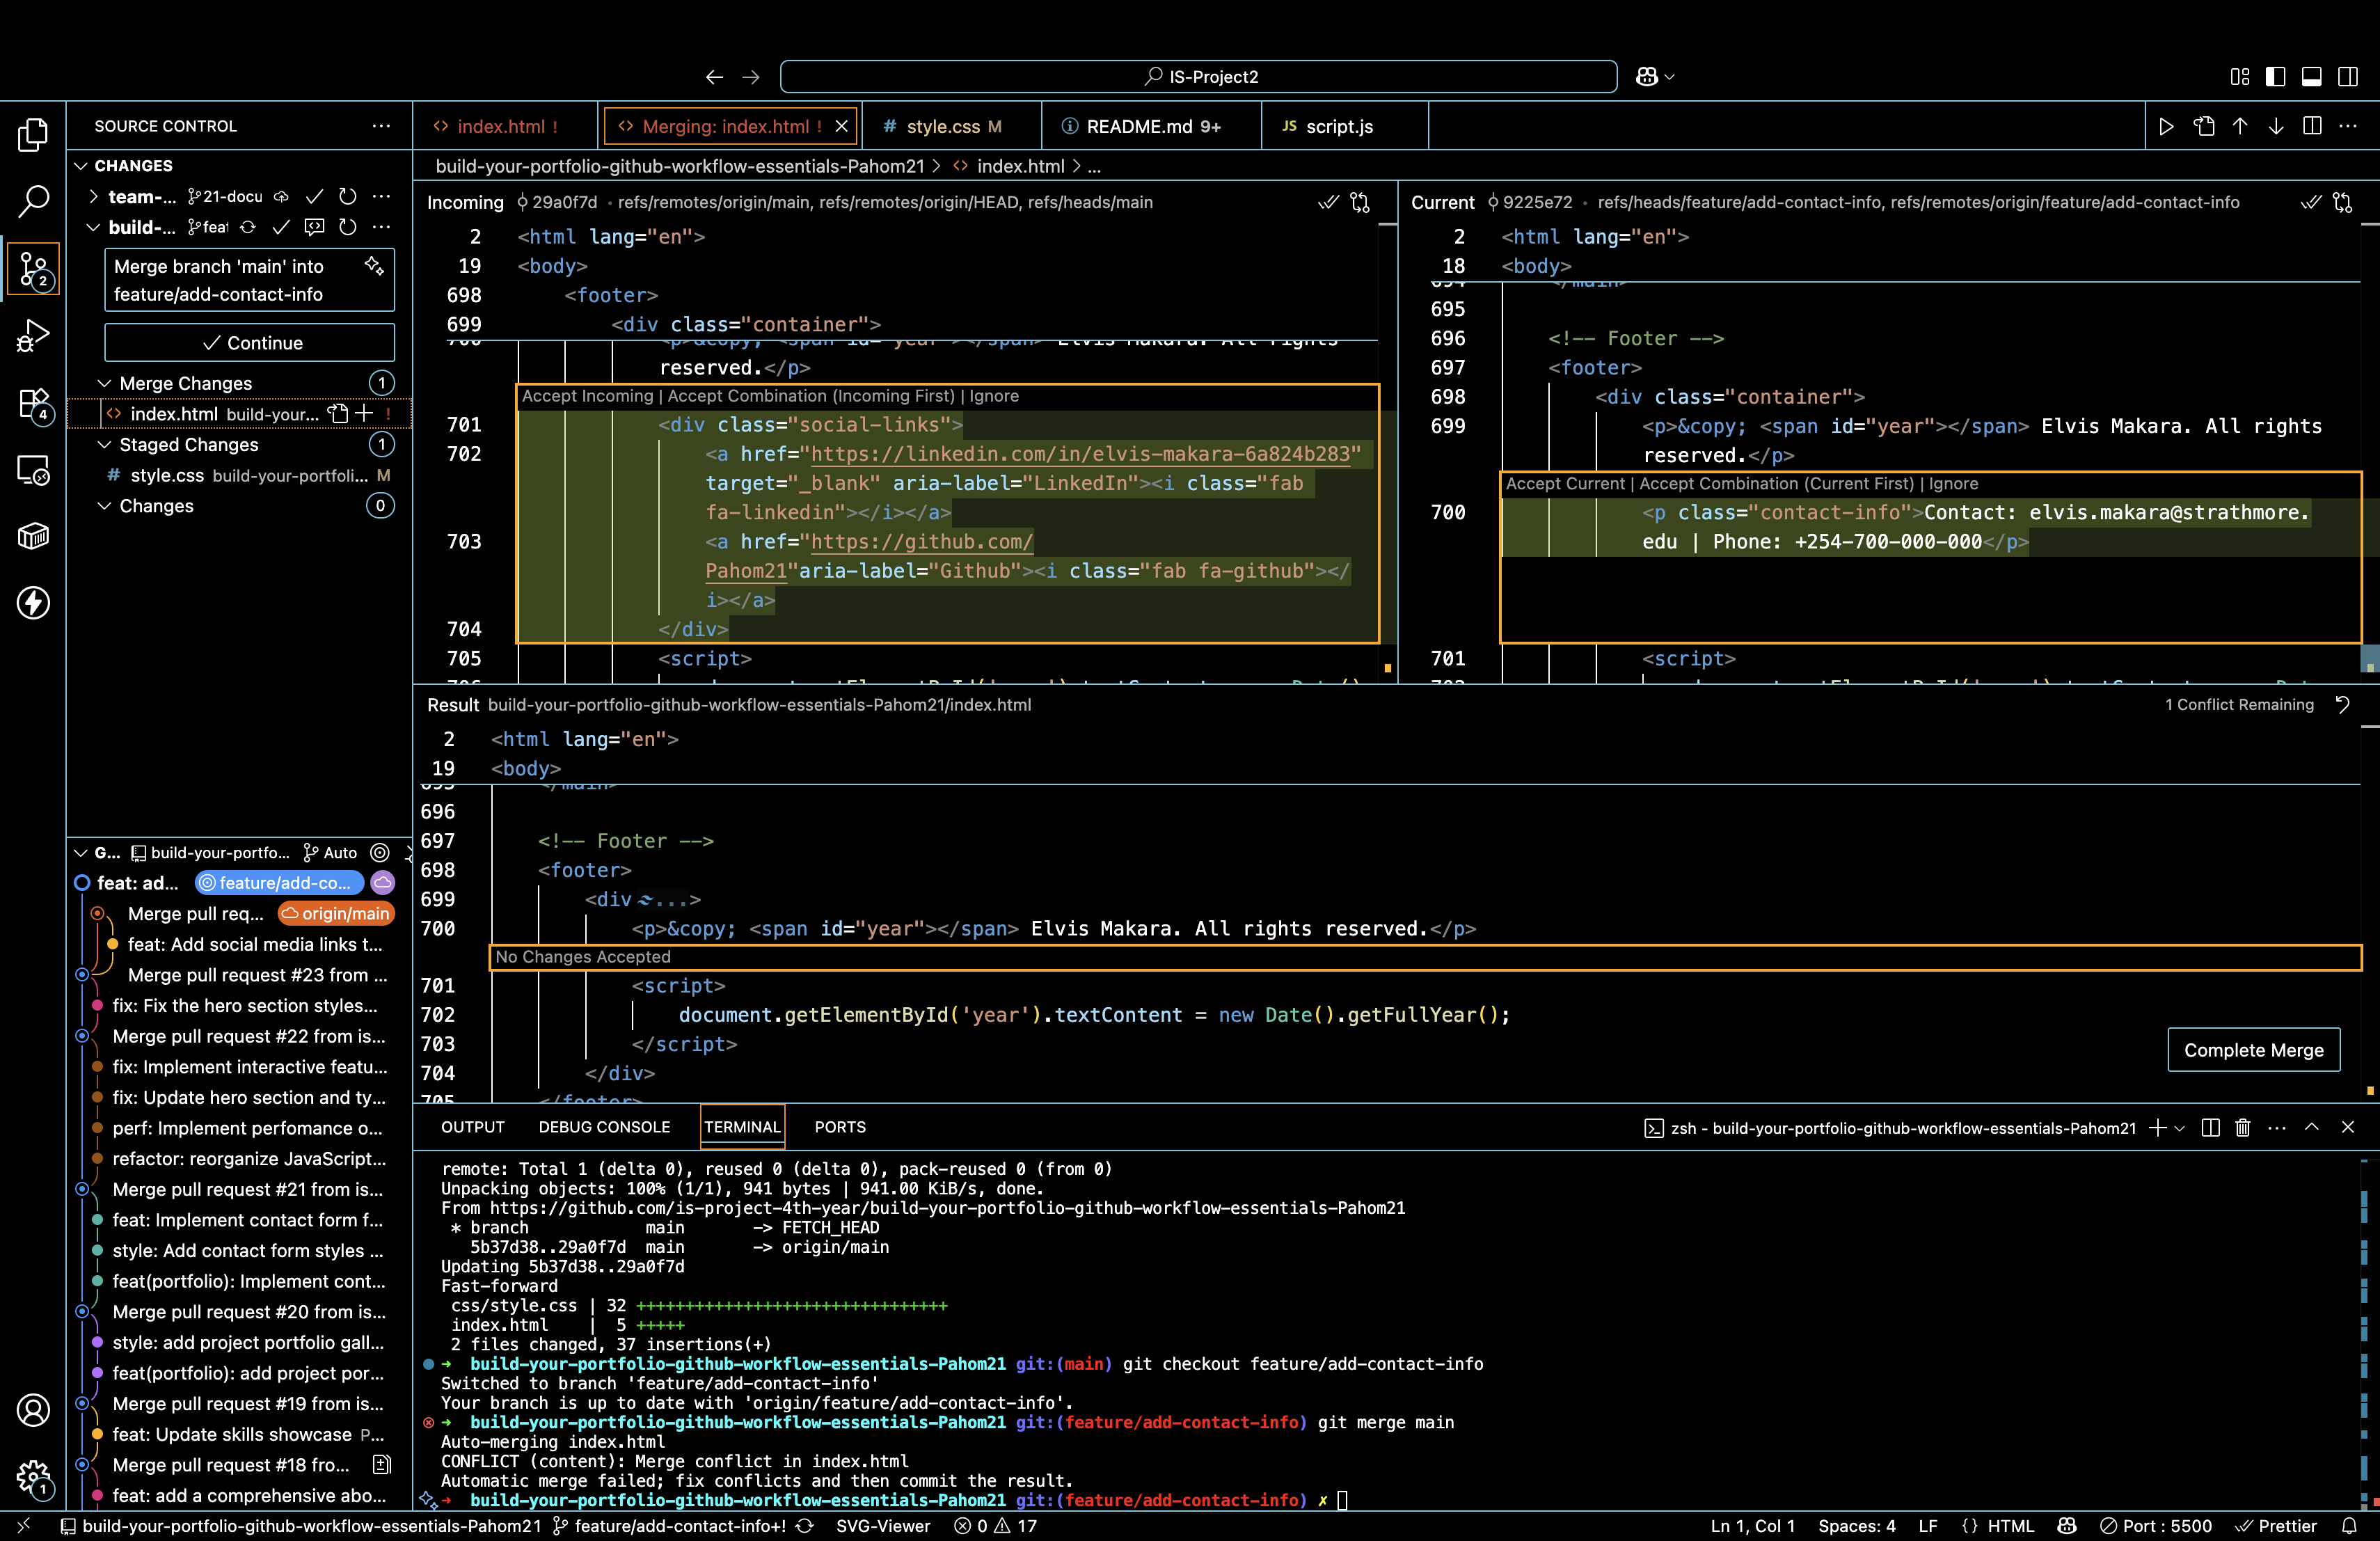 IS-Project2
SOURCE CONTROL
index.html !
Merging: index.html !
# style.css M
README.md 9+
JS script.js
CHANGES
team-... 21-docu
build-... feat
Merge branch 'main' into
feature/add-contact-info
Continue
Merge Changes 1
index.html build-your... !
Staged Changes 1
# style.css build-your-portfoli... M
Changes 0
2
4
1
build-your-portfolio-github-workflow-essentials-Pahom21 > index.html > ...
Incoming 29a0f7d • refs/remotes/origin/main, refs/remotes/origin/HEAD, refs/heads/main
2 <html lang="en">
19 <body>
698 <footer>
699 <div class="container">
reserved.</p>
Accept Incoming | Accept Combination (Incoming First) | Ignore
701 <div class="social-links">
702 <a href="https://linkedin.com/in/elvis-makara-6a824b283"
target="_blank" aria-label="LinkedIn"><i class="fab
fa-linkedin"></i></a>
703 <a href="https://github.com/
Pahom21"aria-label="Github"><i class="fab fa-github"></
i></a>
704 </div>
705 <script>
Current 9225e72 • refs/heads/feature/add-contact-info, refs/remotes/origin/feature/add-contact-info
2 <html lang="en">
18 <body>
695
696 <!-- Footer -->
697 <footer>
698 <div class="container">
699 <p>&copy; <span id="year"></span> Elvis Makara. All rights
reserved.</p>
Accept Current | Accept Combination (Current First) | Ignore
700 <p class="contact-info">Contact: elvis.makara@strathmore.
edu | Phone: +254-700-000-000</p>
701 <script>
Result build-your-portfolio-github-workflow-essentials-Pahom21/index.html
1 Conflict Remaining
2 <html lang="en">
19 <body>
696
697 <!-- Footer -->
698 <footer>
699 <div ...>
700 <p>&copy; <span id="year"></span> Elvis Makara. All rights reserved.</p>
No Changes Accepted
701 <script>
702 document.getElementById('year').textContent = new Date().getFullYear();
703 </script>
704 </div>
Complete Merge
G... build-your-portfo... Auto
feat: ad... feature/add-co...
Merge pull req... origin/main
feat: Add social media links t...
Merge pull request #23 from ...
fix: Fix the hero section styles...
Merge pull request #22 from is...
fix: Implement interactive featu...
fix: Update hero section and ty...
perf: Implement perfomance o...
refactor: reorganize JavaScript...
Merge pull request #21 from is...
feat: Implement contact form f...
style: Add contact form styles ...
feat(portfolio): Implement cont...
Merge pull request #20 from is...
style: add project portfolio gall...
feat(portfolio): add project por...
Merge pull request #19 from is...
feat: Update skills showcase P...
Merge pull request #18 fro...
feat: add a comprehensive abo...
OUTPUT DEBUG CONSOLE TERMINAL PORTS
zsh - build-your-portfolio-github-workflow-essentials-Pahom21
remote: Total 1 (delta 0), reused 0 (delta 0), pack-reused 0 (from 0)
Unpacking objects: 100% (1/1), 941 bytes | 941.00 KiB/s, done.
From https://github.com/is-project-4th-year/build-your-portfolio-github-workflow-essentials-Pahom21
* branch main -> FETCH_HEAD
5b37d38..29a0f7d main -> origin/main
Updating 5b37d38..29a0f7d
Fast-forward
css/style.css | 32 ++++++++++++++++++++++++++++++++
index.html | 5 +++++
2 files changed, 37 insertions(+)
➜ build-your-portfolio-github-workflow-essentials-Pahom21 git:(main) git checkout feature/add-contact-info
Switched to branch 'feature/add-contact-info'
Your branch is up to date with 'origin/feature/add-contact-info'.
➜ build-your-portfolio-github-workflow-essentials-Pahom21 git:(feature/add-contact-info) git merge main
Auto-merging index.html
CONFLICT (content): Merge conflict in index.html
Automatic merge failed; fix conflicts and then commit the result.
➜ build-your-portfolio-github-workflow-essentials-Pahom21 git:(feature/add-contact-info) ✗
build-your-portfolio-github-workflow-essentials-Pahom21 feature/add-contact-info+! SVG-Viewer 0 17
Ln 1, Col 1 Spaces: 4 LF {} HTML Port : 5500 Prettier